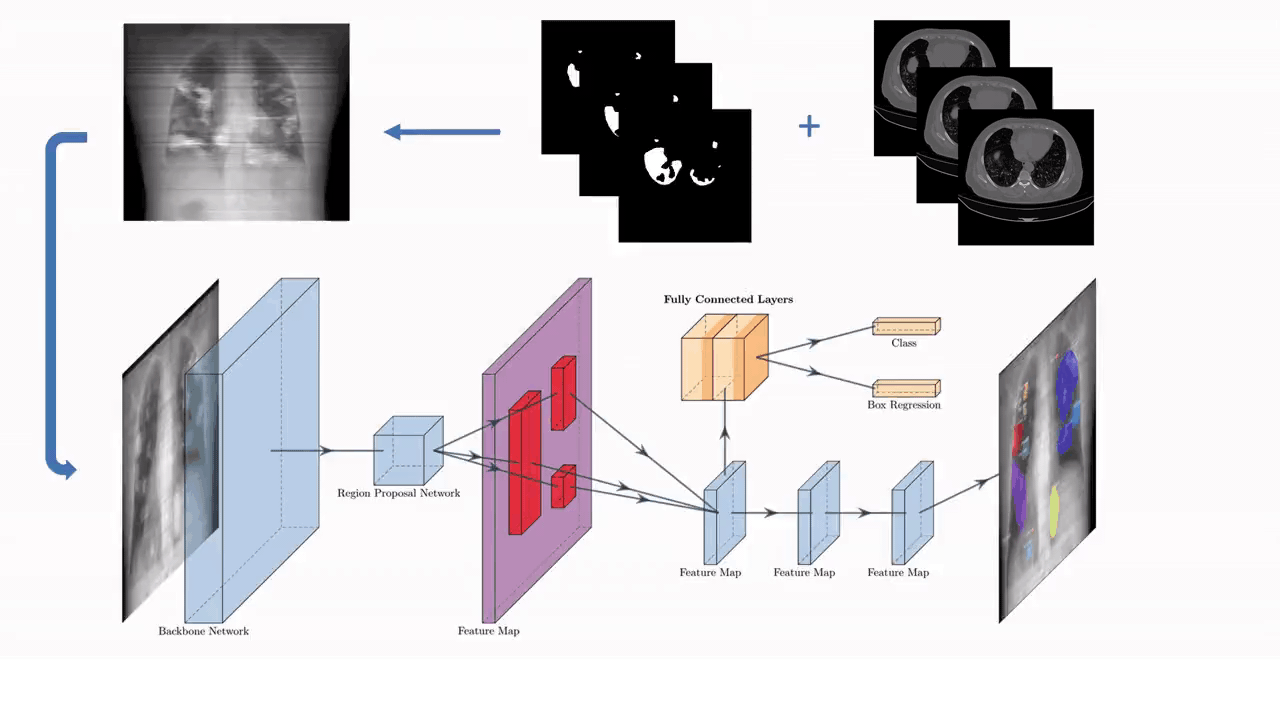 Fully Connected Layers
Class
Box Regression
Region Proposal Network
Feature Map
Feature Map
Feature Map
Backbone Network
Feature Map